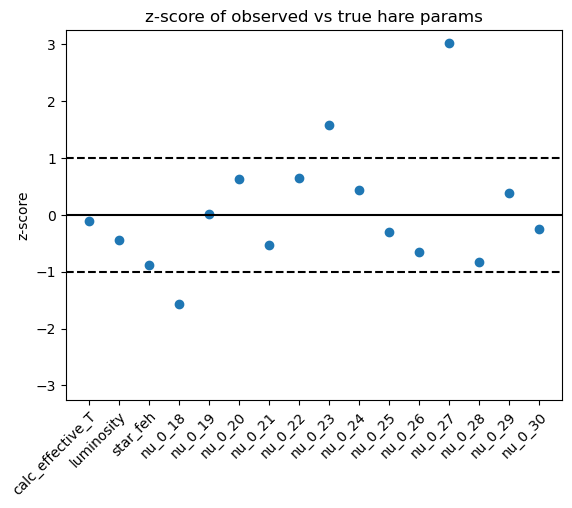 z-score of observed vs true hare params
3
2
1
0
−1
−2
−3
z-score
calc_effective_T
luminosity
star_feh
nu_0_18
nu_0_19
nu_0_20
nu_0_21
nu_0_22
nu_0_23
nu_0_24
nu_0_25
nu_0_26
nu_0_27
nu_0_28
nu_0_29
nu_0_30